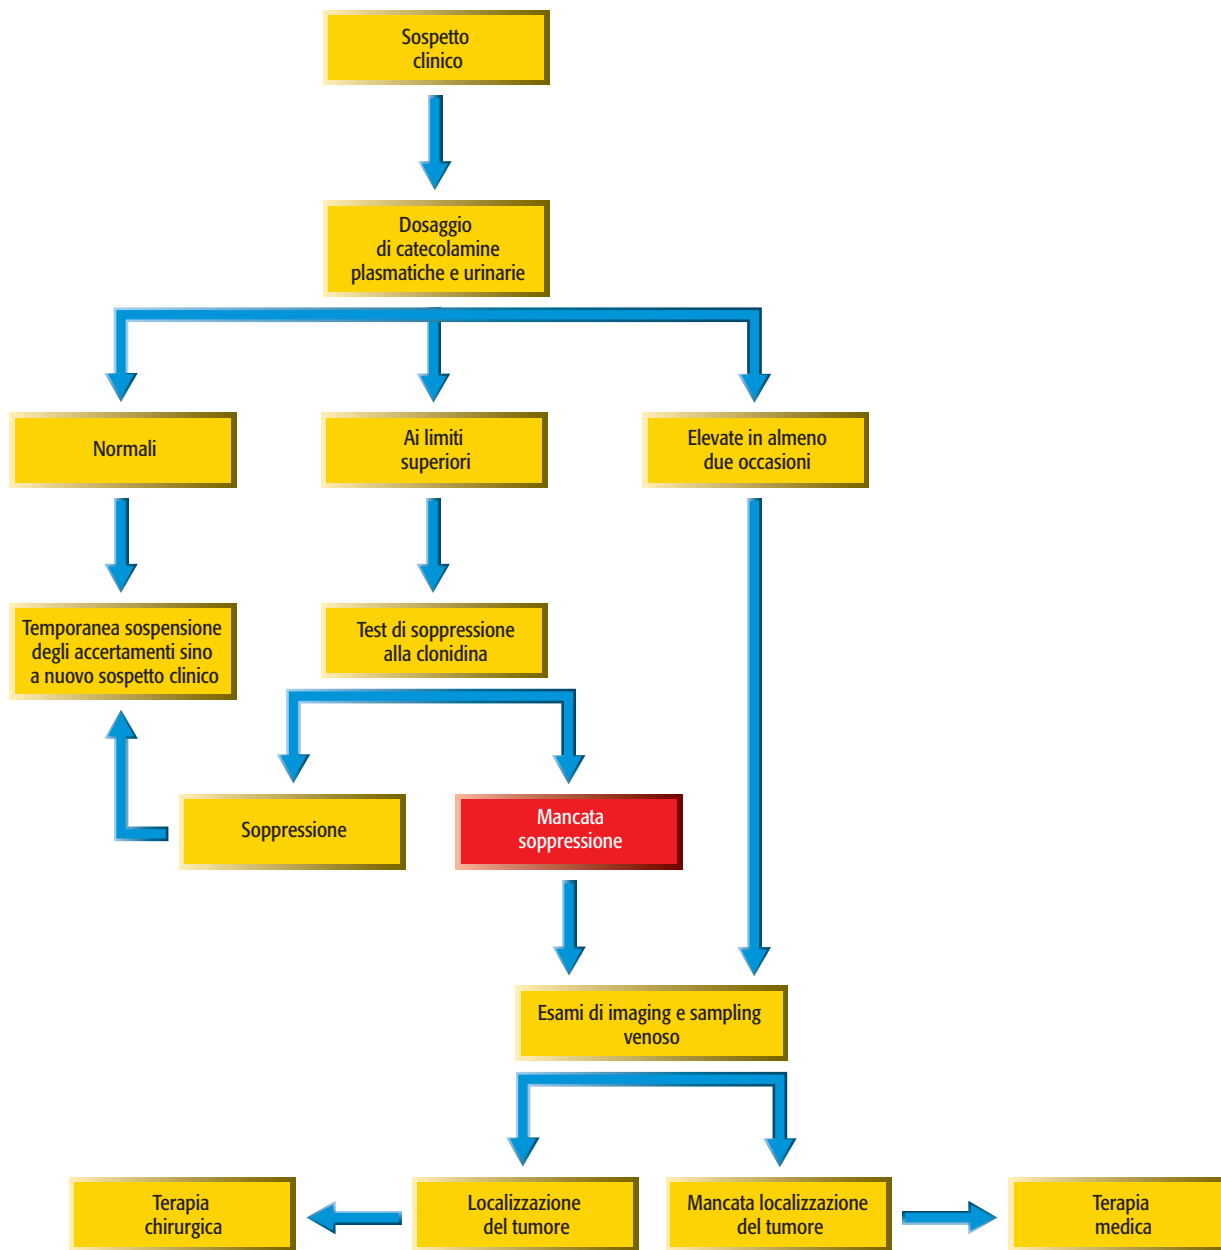 Sospetto
clinico
Dosaggio
di catecolamine
plasmatiche e urinarie
Normali
Ai limiti
superiori
Elevate in almeno
due occasioni
Temporanea sospensione
degli accertamenti sino
a nuovo sospetto clinico
Test di soppressione
alla clonidina
Soppressione
Mancata
soppressione
Esami di imaging e sampling
venoso
Terapia
chirurgica
Localizzazione
del tumore
Mancata localizzazione
del tumore
Terapia
medica